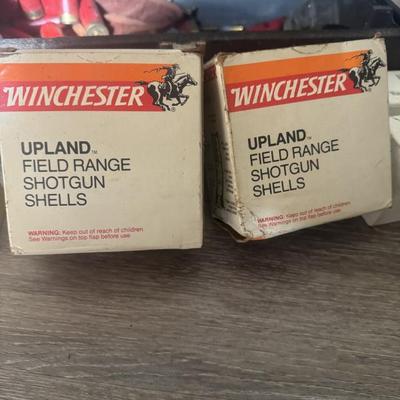 WINCHESTER
UPLAND™
FIELD RANGE
SHOTGUN
SHELLS
WARNING: Keep out of reach of children.
See Warnings on top flap before use.
WINCHESTER
UPLAND™
FIELD RANGE
SHOTGUN
SHELLS
WARNING: Keep out of reach of children.
See Warnings on top flap before use.